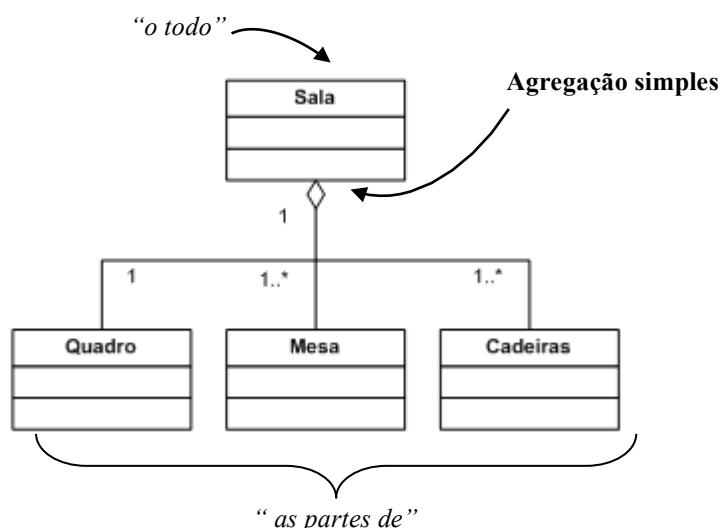 “o todo”
Sala
Agregação simples
1
1
1..*
1..*
Quadro
Mesa
Cadeiras
“ as partes de”